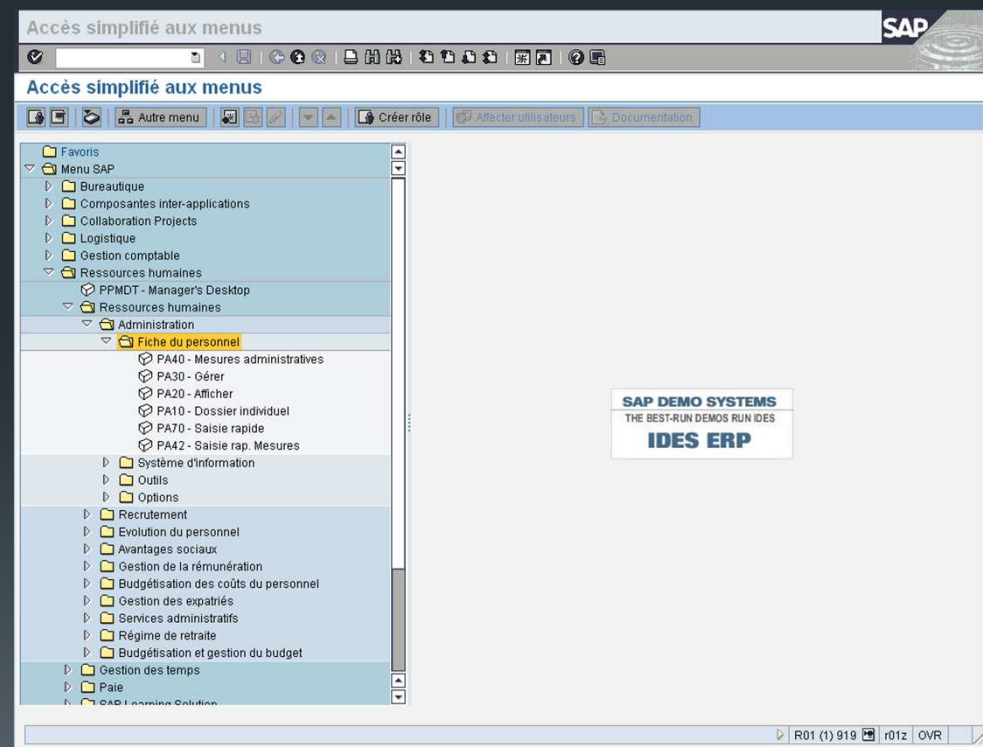 Accès simplifié aux menus
SAP
Accès simplifié aux menus
Autre menu
Créer rôle
Affecter utilisateurs
Documentation
Favoris
Menu SAP
Bureautique
Composantes inter-applications
Collaboration Projects
Logistique
Gestion comptable
Ressources humaines
PPMDT - Manager's Desktop
Ressources humaines
Administration
Fiche du personnel
PA40 - Mesures administratives
PA30 - Gérer
PA20 - Afficher
PA10 - Dossier individuel
PA70 - Saisie rapide
PA42 - Saisie rap. Mesures
Système d'information
Outils
Options
Recrutement
Evolution du personnel
Avantages sociaux
Gestion de la rémunération
Budgétisation des coûts du personnel
Gestion des expatriés
Services administratifs
Régime de retraite
Budgétisation et gestion du budget
Gestion des temps
Paie
SAP Learning Solution
SAP DEMO SYSTEMS
THE BEST-RUN DEMOS RUN IDES
IDES ERP
R01 (1) 919 r01z OVR